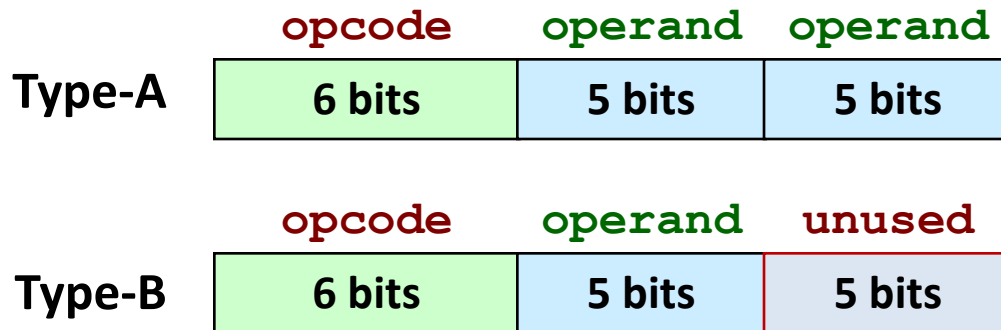 opcode operand operand
Type-A 6 bits 5 bits 5 bits
opcode operand unused
Type-B 6 bits 5 bits 5 bits